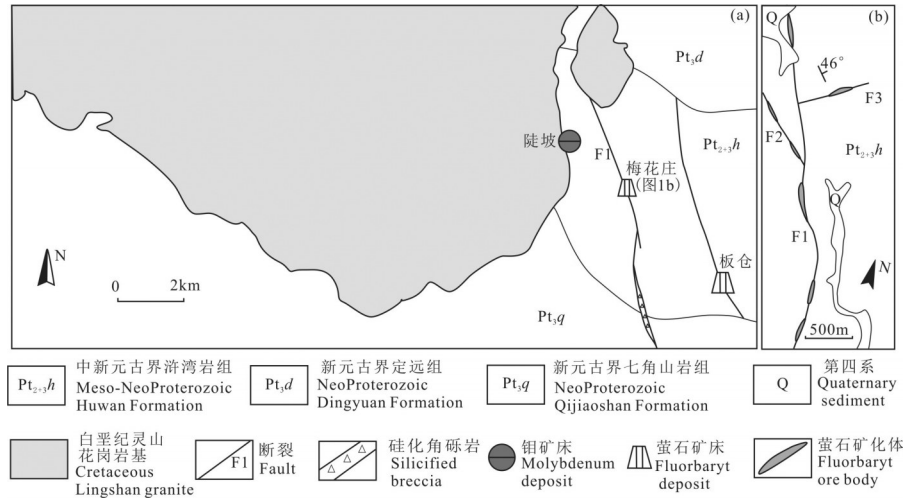 (a)
Pt₃d
陡坡
F1
Pt₂₊₃h
梅花庄
(图1b)
板仓
N
0 2km
Pt₃q
(b)
Q
46°
F3
F2
Pt₂₊₃h
Q
F1
N
500m
Pt₂₊₃h
中新元古界浒湾岩组
Meso-NeoProterozoic
Huwan Formation
Pt₃d
新元古界定远组
NeoProterozoic
Dingyuan Formation
Pt₃q
新元古界七角山岩组
NeoProterozoic
Qijiaoshan Formation
Q
第四系
Quaternary
sediment
白垩纪灵山
花岗岩基
Cretaceous
Lingshan granite
F1
断裂
Fault
硅化角砾岩
Silicified
breccia
钼矿床
Molybdenum
deposit
萤石矿床
Fluorbaryt
deposit
萤石矿化体
Fluorbaryt
ore body